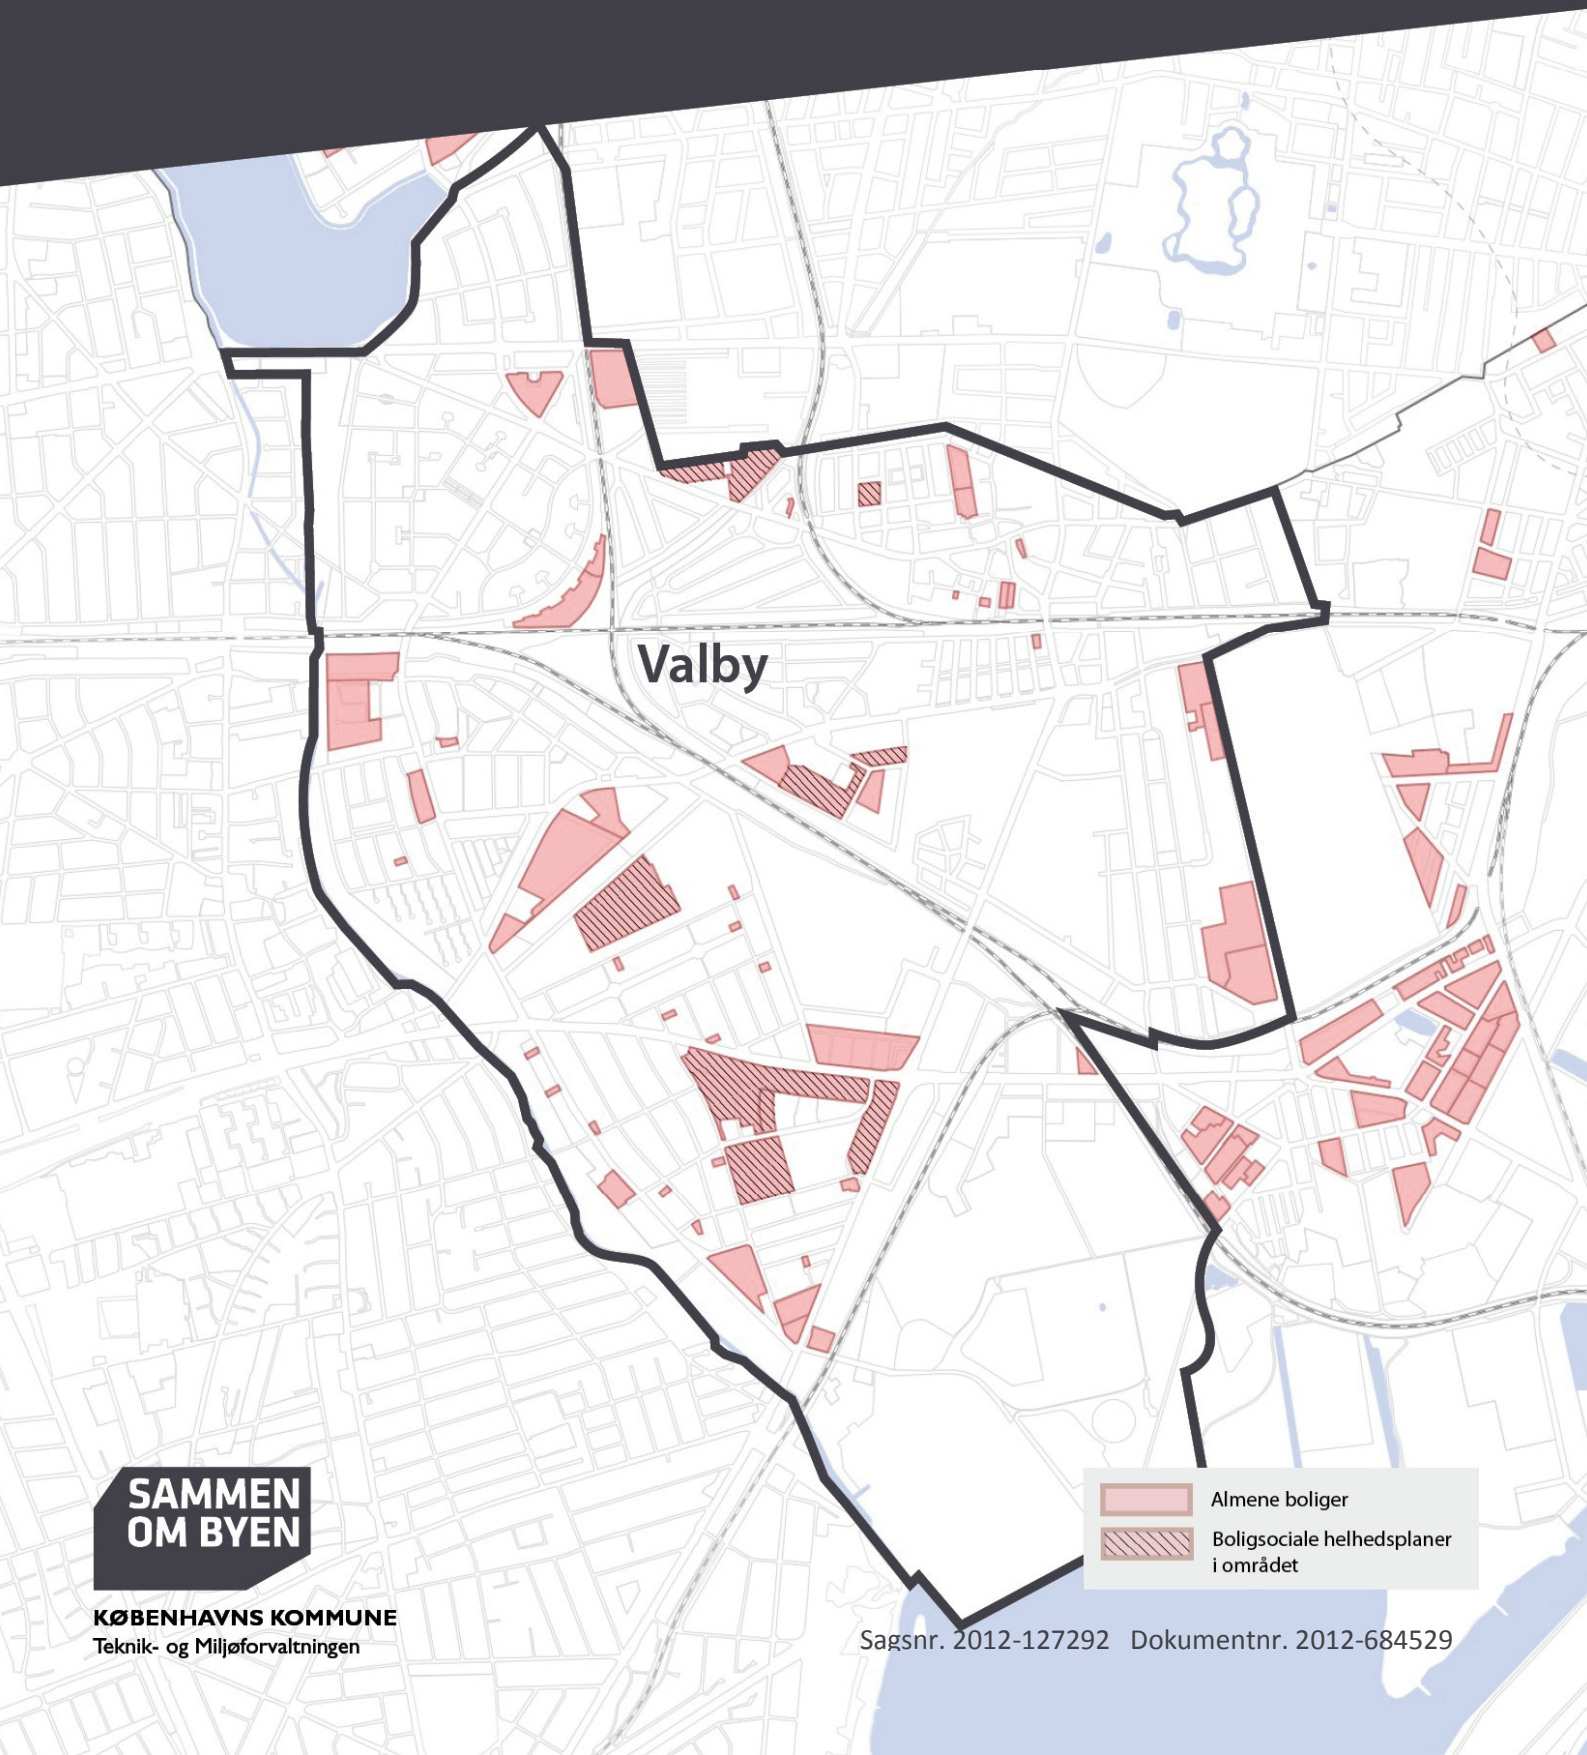 Valby
SAMMEN
OM BYEN
KØBENHAVNS KOMMUNE
Teknik- og Miljøforvaltningen
Almene boliger
Boligsociale helhedsplaner
i området
Sagsnr. 2012-127292 Dokumentnr. 2012-684529